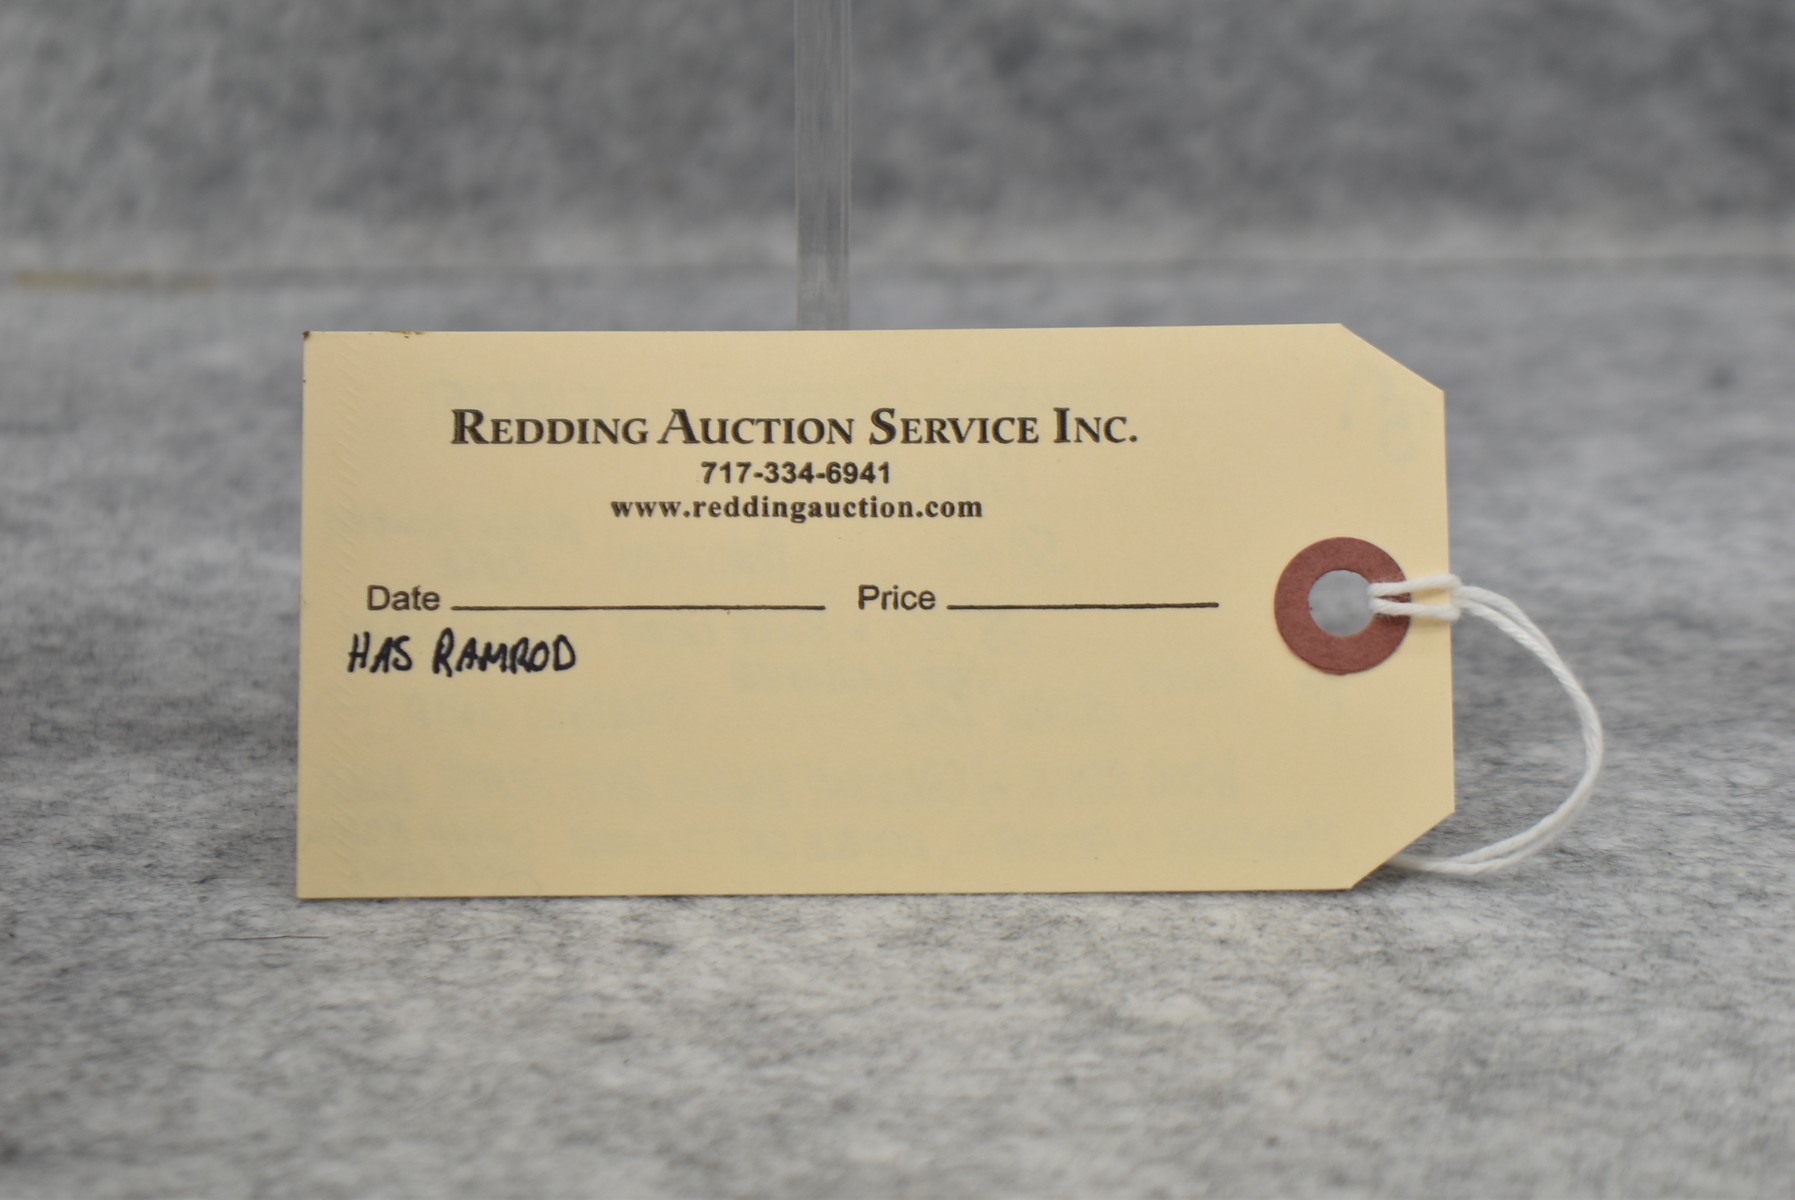 REDDING AUCTION SERVICE INC.
717-334-6941
www.reddingauction.com
Date Price
HAS RAMROD